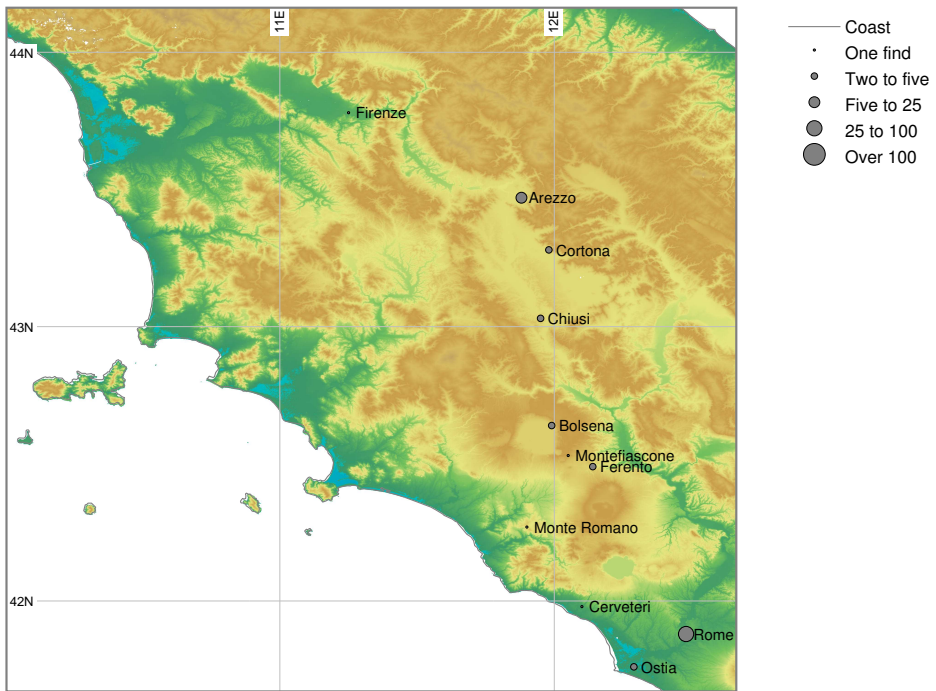 11E
12E
44N
Firenze
Arezzo
Cortona
Chiusi
43N
Bolsena
Montefiascone
Ferento
Monte Romano
42N
Cerveteri
Rome
Ostia
Coast
One find
Two to five
Five to 25
25 to 100
Over 100